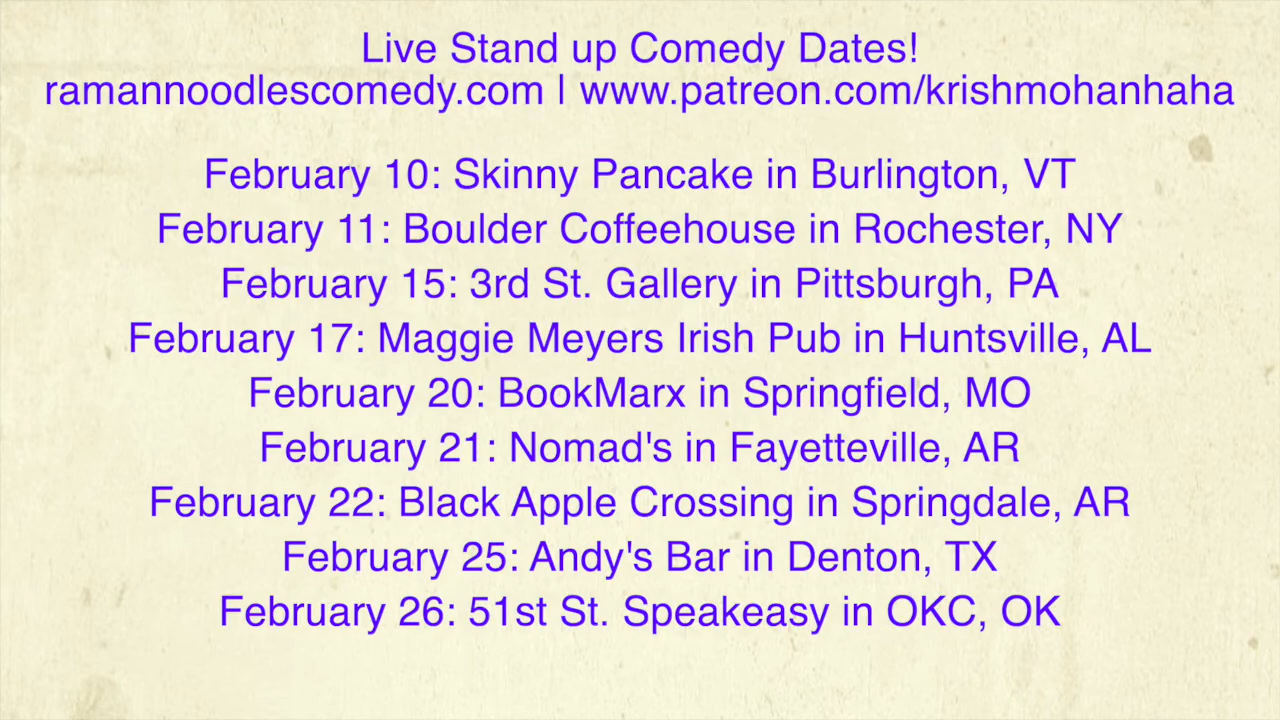 Live Stand up Comedy Dates!
ramannoodlescomedy.com | www.patreon.com/krishmohanhaha
February 10: Skinny Pancake in Burlington, VT
February 11: Boulder Coffeehouse in Rochester, NY
February 15: 3rd St. Gallery in Pittsburgh, PA
February 17: Maggie Meyers Irish Pub in Huntsville, AL
February 20: BookMarx in Springfield, MO
February 21: Nomad's in Fayetteville, AR
February 22: Black Apple Crossing in Springdale, AR
February 25: Andy's Bar in Denton, TX
February 26: 51st St. Speakeasy in OKC, OK